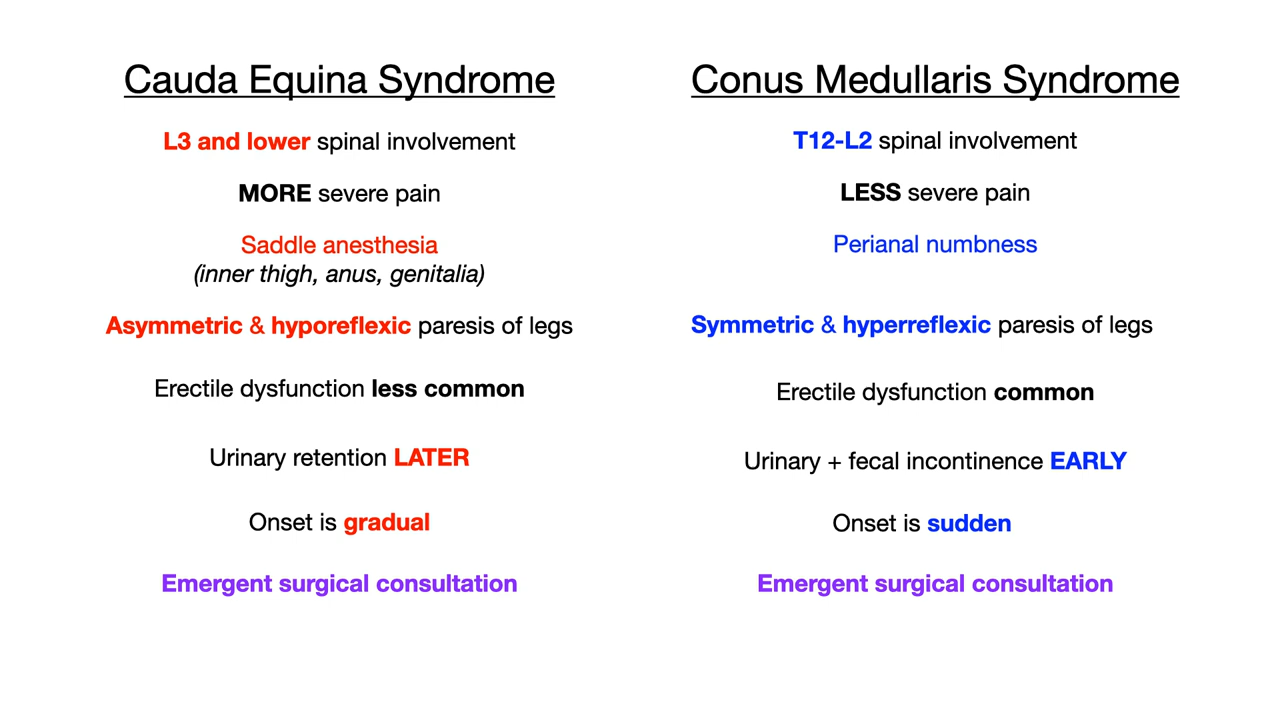 Cauda Equina Syndrome
L3 and lower spinal involvement
MORE severe pain
Saddle anesthesia
(inner thigh, anus, genitalia)
Asymmetric & hyporeflexic paresis of legs
Erectile dysfunction less common
Urinary retention LATER
Onset is gradual
Emergent surgical consultation
Conus Medullaris Syndrome
T12-L2 spinal involvement
LESS severe pain
Perianal numbness
Symmetric & hyperreflexic paresis of legs
Erectile dysfunction common
Urinary + fecal incontinence EARLY
Onset is sudden
Emergent surgical consultation